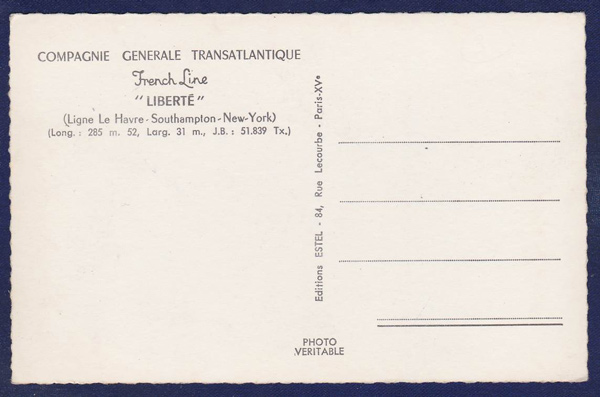 COMPAGNIE GENERALE TRANSATLANTIQUE
French Line
"LIBERTÉ"
(Ligne Le Havre-Southampton-New-York)
(Long.: 285 m. 52, Larg. 31 m., J.B.: 51.839 Tx.)
Editions ESTEL - 84, Rue Lecourbe - Paris-XVe
PHOTO
VERITABLE